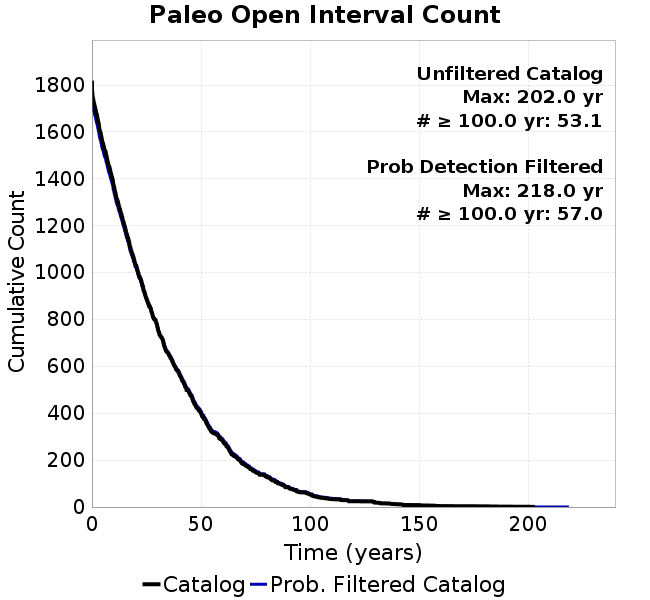 Paleo Open Interval Count
Unfiltered Catalog
Max: 202.0 yr
# ≥ 100.0 yr: 53.1
Prob Detection Filtered
Max: 218.0 yr
# ≥ 100.0 yr: 57.0
Cumulative Count
1800
1600
1400
1200
1000
800
600
400
200
0
0 50 100 150 200
Time (years)
Catalog Prob. Filtered Catalog